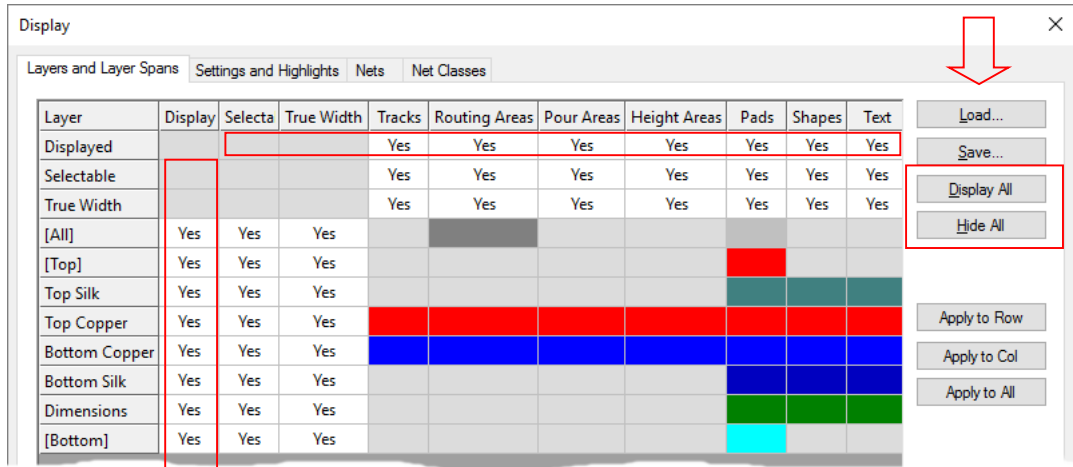 Display
Layers and Layer Spans Settings and Highlights Nets Net Classes
Layer Display Selecta True Width Tracks Routing Areas Pour Areas Height Areas Pads Shapes Text
Displayed Yes Yes Yes Yes Yes Yes Yes
Selectable Yes Yes Yes Yes Yes Yes Yes
True Width Yes Yes Yes Yes Yes Yes Yes
[All] Yes Yes Yes
[Top] Yes Yes Yes
Top Silk Yes Yes Yes
Top Copper Yes Yes Yes
Bottom Copper Yes Yes Yes
Bottom Silk Yes Yes Yes
Dimensions Yes Yes Yes
[Bottom] Yes Yes Yes
Load...
Save...
Display All
Hide All
Apply to Row
Apply to Col
Apply to All